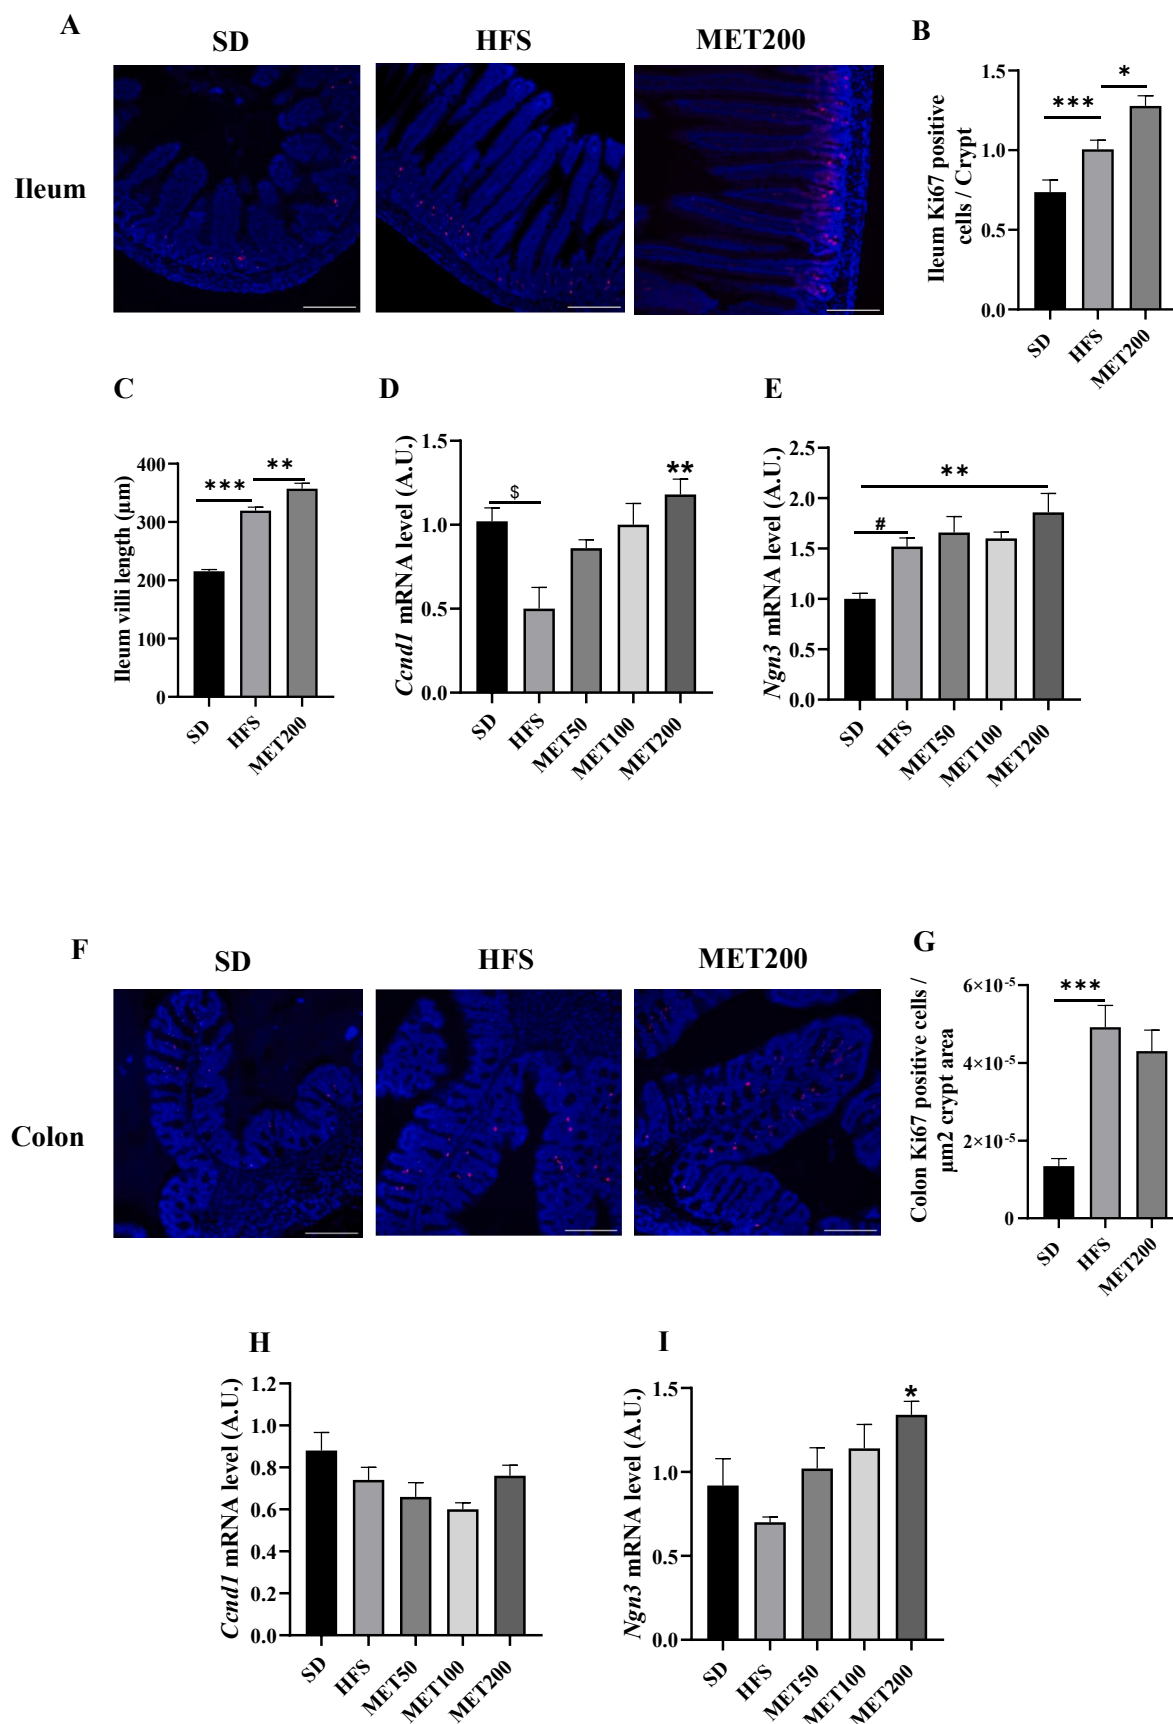 A
SD
HFS
MET200
Ileum
B
Ileum Ki67 positive
cells / Crypt
1.5
1.0
0.5
0.0
***
*
SD
HFS
MET200
C
Ileum villi length (μm)
400
300
200
100
0
***
**
SD
HFS
MET200
D
Ccnd1 mRNA level (A.U.)
1.5
1.0
0.5
0.0
$
**
SD
HFS
MET50
MET100
MET200
E
Ngn3 mRNA level (A.U.)
2.5
2.0
1.5
1.0
0.5
0.0
#
**
SD
HFS
MET50
MET100
MET200
F
SD
HFS
MET200
Colon
G
Colon Ki67 positive cells /
μm2 crypt area
6×10-5
4×10-5
2×10-5
0
***
SD
HFS
MET200
H
Ccnd1 mRNA level (A.U.)
1.2
1.0
0.8
0.6
0.4
0.2
0.0
SD
HFS
MET50
MET100
MET200
I
Ngn3 mRNA level (A.U.)
1.5
1.0
0.5
0.0
*
SD
HFS
MET50
MET100
MET200